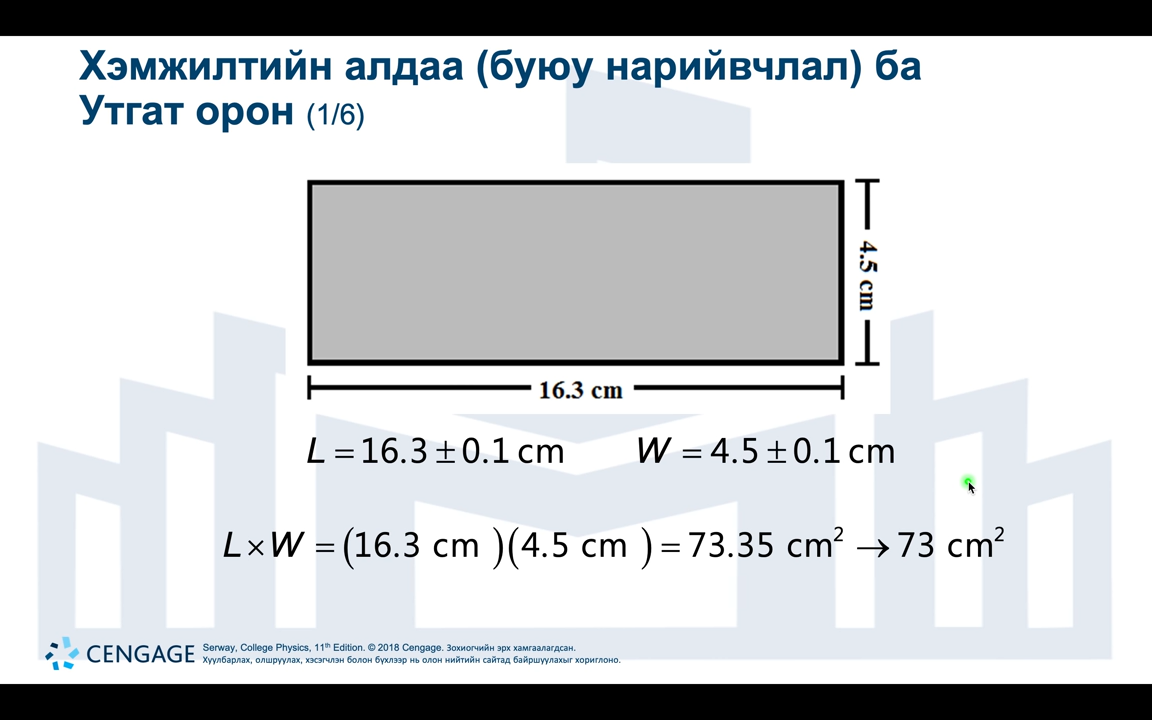 Хэмжилтийн алдаа (буюу нарийвчлал) ба
Утгат орон (1/6)
4.5 cm
16.3 cm
L = 16.3 ± 0.1 cm W = 4.5 ± 0.1 cm
L × W = (16.3 cm )(4.5 cm ) = 73.35 cm² → 73 cm²
CENGAGE
Serway, College Physics, 11th Edition. © 2018 Cengage. Зохиогчийн эрх хамгаалагдсан.
Хуулбарлах, олшруулах, хэсэгчлэн болон бүхлээр нь олон нийтийн сайтад байршуулахыг хориглоно.